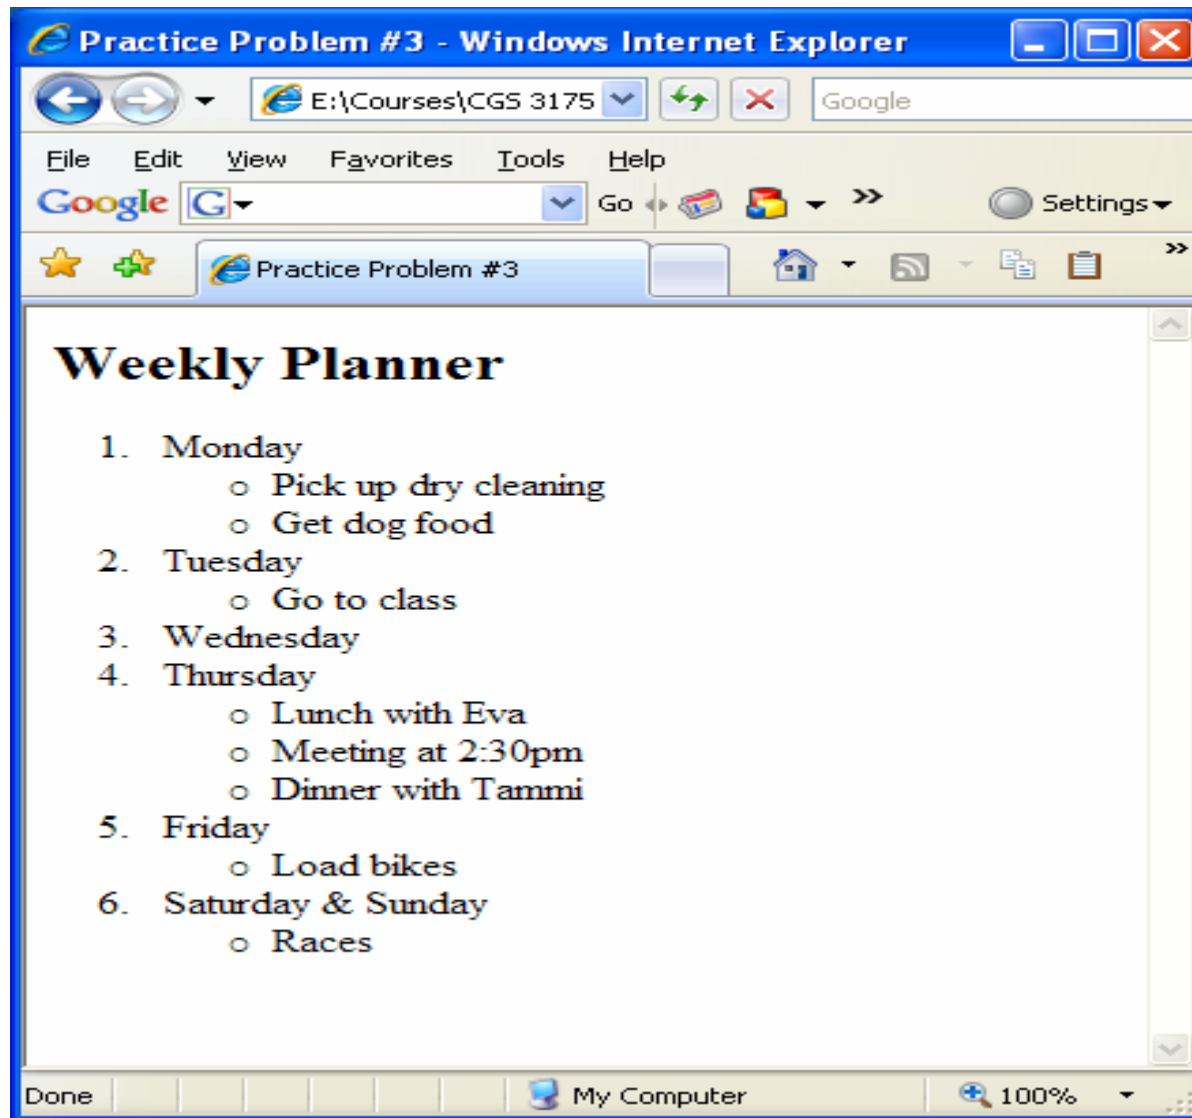 Practice Problem #3 - Windows Internet Explorer
E:\Courses\CGS 3175
Google
File Edit View Favorites Tools Help
Google G Go Settings
Practice Problem #3
Weekly Planner
1. Monday
o Pick up dry cleaning
o Get dog food
2. Tuesday
o Go to class
3. Wednesday
4. Thursday
o Lunch with Eva
o Meeting at 2:30pm
o Dinner with Tammi
5. Friday
o Load bikes
6. Saturday & Sunday
o Races
Done My Computer 100%